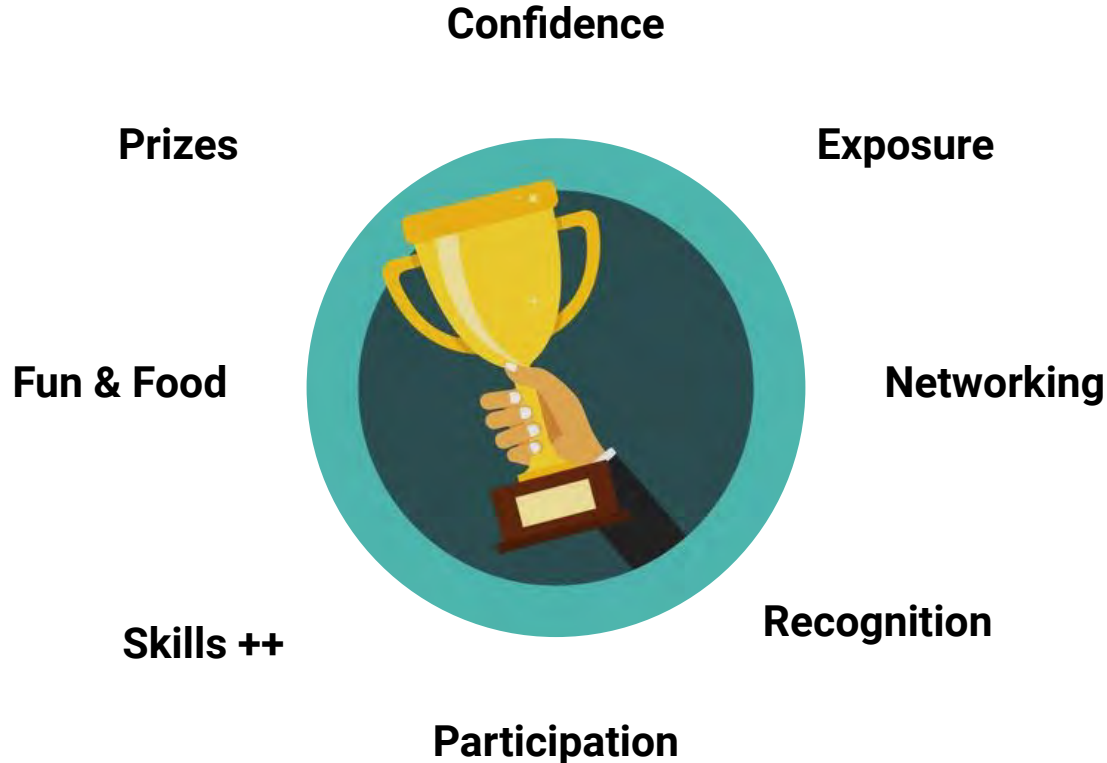 Confidence
Prizes
Exposure
Fun & Food
Networking
Recognition
Skills ++
Participation